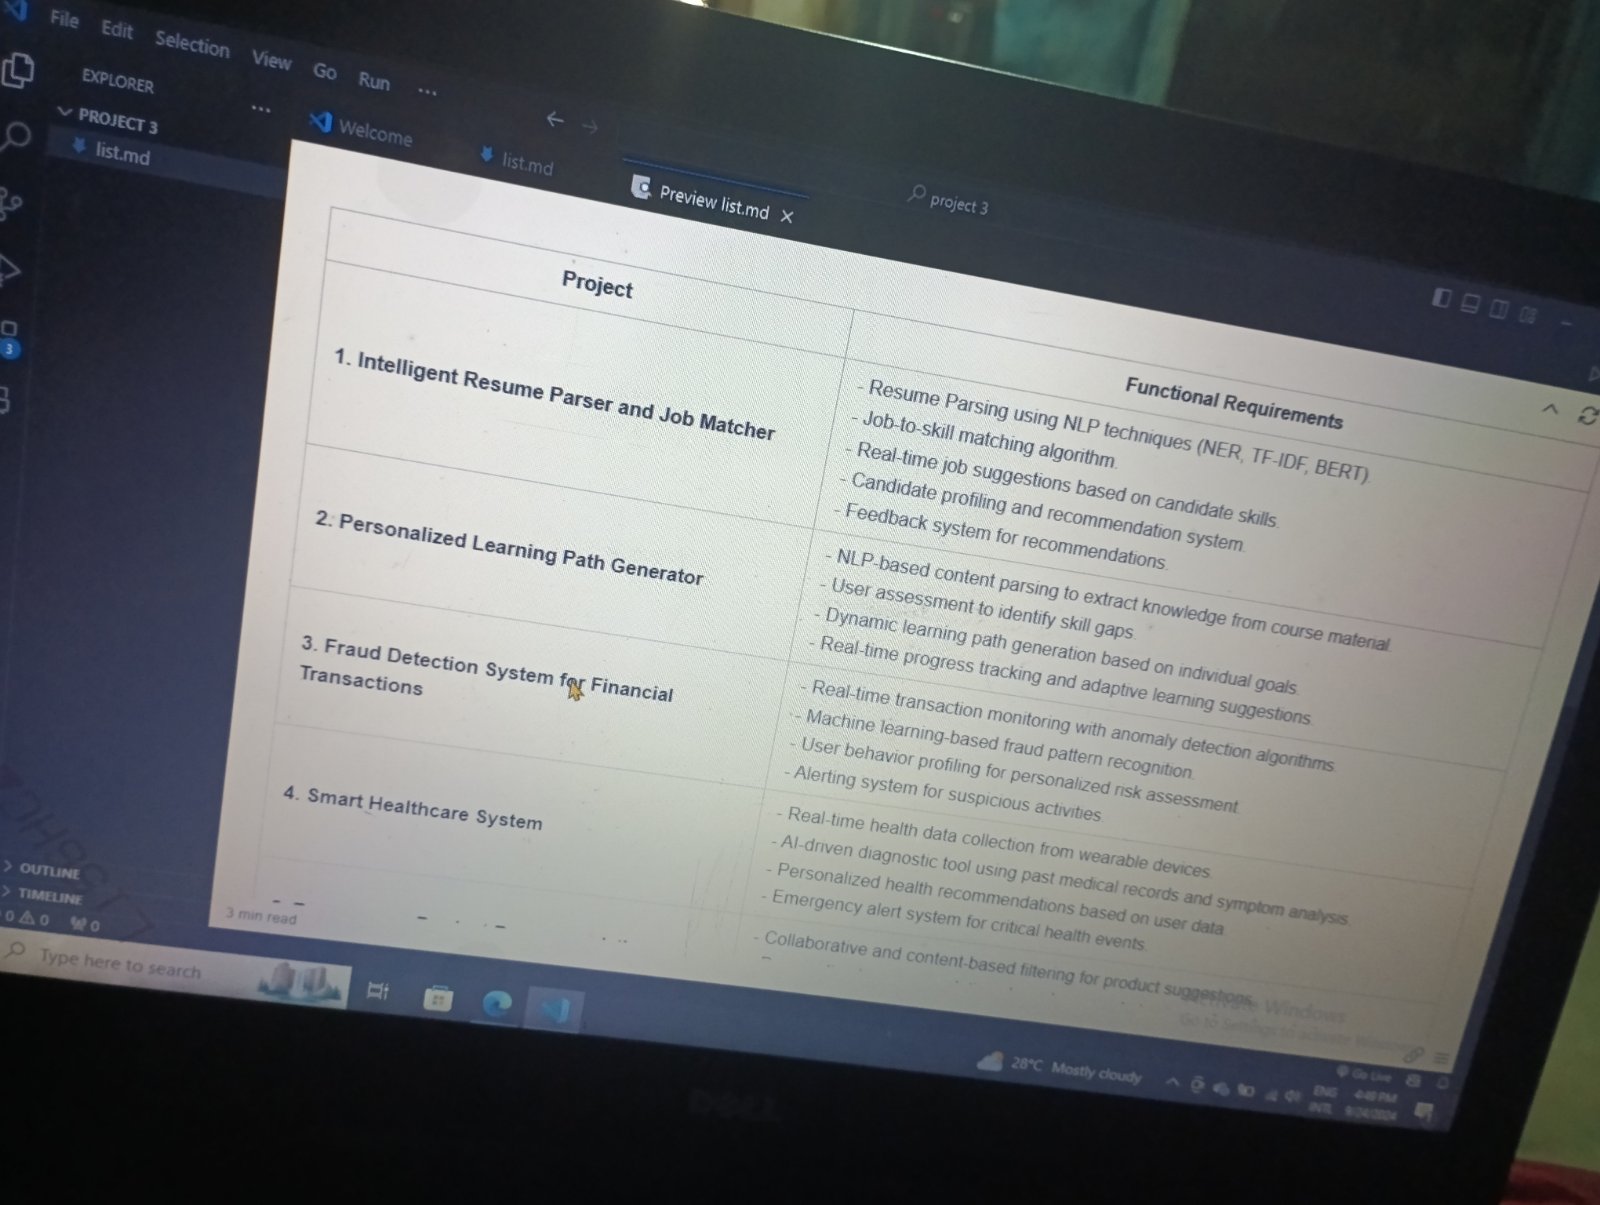 File Edit Selection View Go Run ...
EXPLORER ...
PROJECT 3
list.md
Welcome
list.md
Preview list.md
project 3
Project
Functional Requirements
1. Intelligent Resume Parser and Job Matcher
- Resume Parsing using NLP techniques (NER, TF-IDF, BERT).
- Job-to-skill matching algorithm.
- Real-time job suggestions based on candidate skills.
- Candidate profiling and recommendation system.
- Feedback system for recommendations.
2. Personalized Learning Path Generator
- NLP-based content parsing to extract knowledge from course material.
- User assessment to identify skill gaps.
- Dynamic learning path generation based on individual goals.
- Real-time progress tracking and adaptive learning suggestions.
3. Fraud Detection System for Financial
Transactions
- Real-time transaction monitoring with anomaly detection algorithms.
- Machine learning-based fraud pattern recognition.
- User behavior profiling for personalized risk assessment.
- Alerting system for suspicious activities.
4. Smart Healthcare System
- Real-time health data collection from wearable devices.
- AI-driven diagnostic tool using past medical records and symptom analysis.
- Personalized health recommendations based on user data
- Emergency alert system for critical health events.
- Collaborative and content-based filtering for product suggestions.
Activate Windows
Go to Settings to activate Windows.
3
OUTLINE
TIMELINE
0 0 0
3 min read
Go Live
Type here to search
28°C Mostly cloudy
ENG
INTL
4:48 PM
9/24/2024
DELL